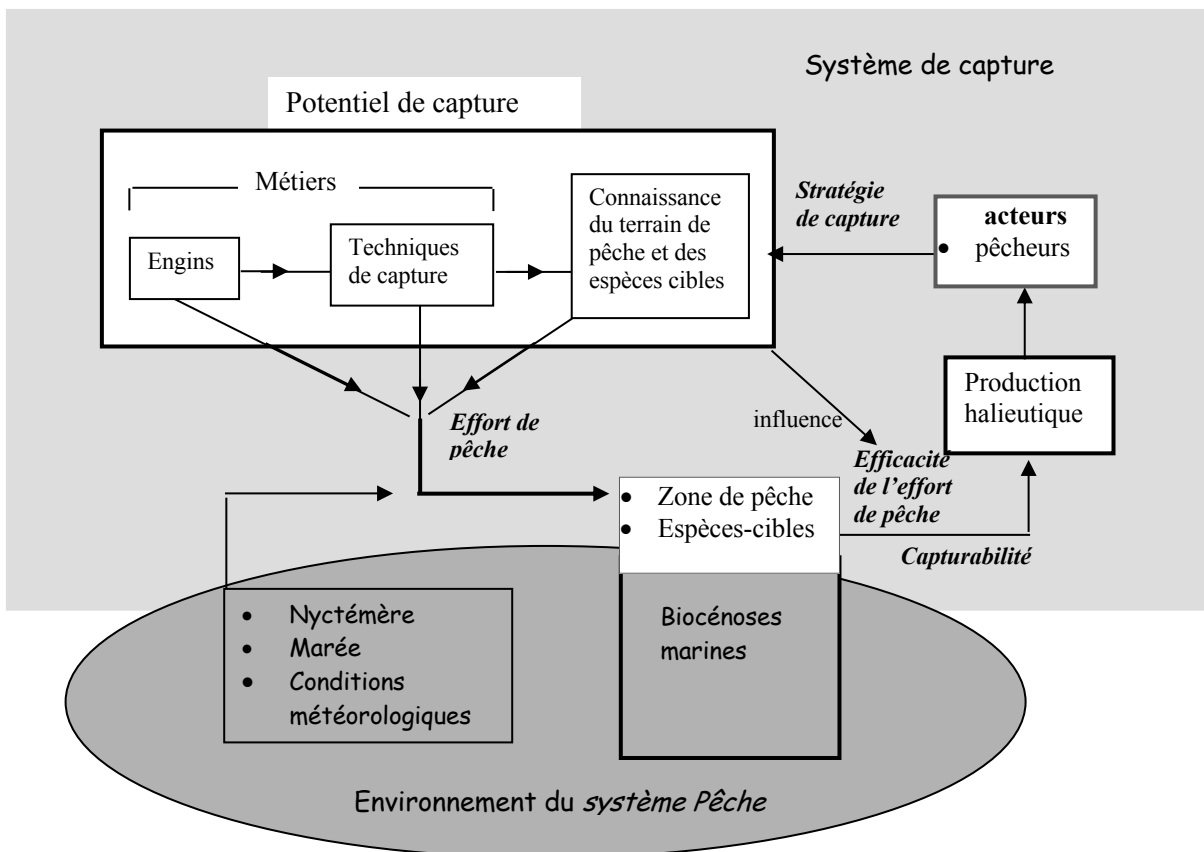 Système de capture
Potentiel de capture
Métiers
Engins
Techniques
de capture
Connaissance
du terrain de
pêche et des
espèces cibles
Stratégie
de capture
acteurs
• pêcheurs
Production
halieutique
influence
Effort de
pêche
Efficacité
de l'effort
de pêche
• Zone de pêche
• Espèces-cibles
Capturabilité
• Nyctémère
• Marée
• Conditions
météorologiques
Biocénoses
marines
Environnement du système Pêche